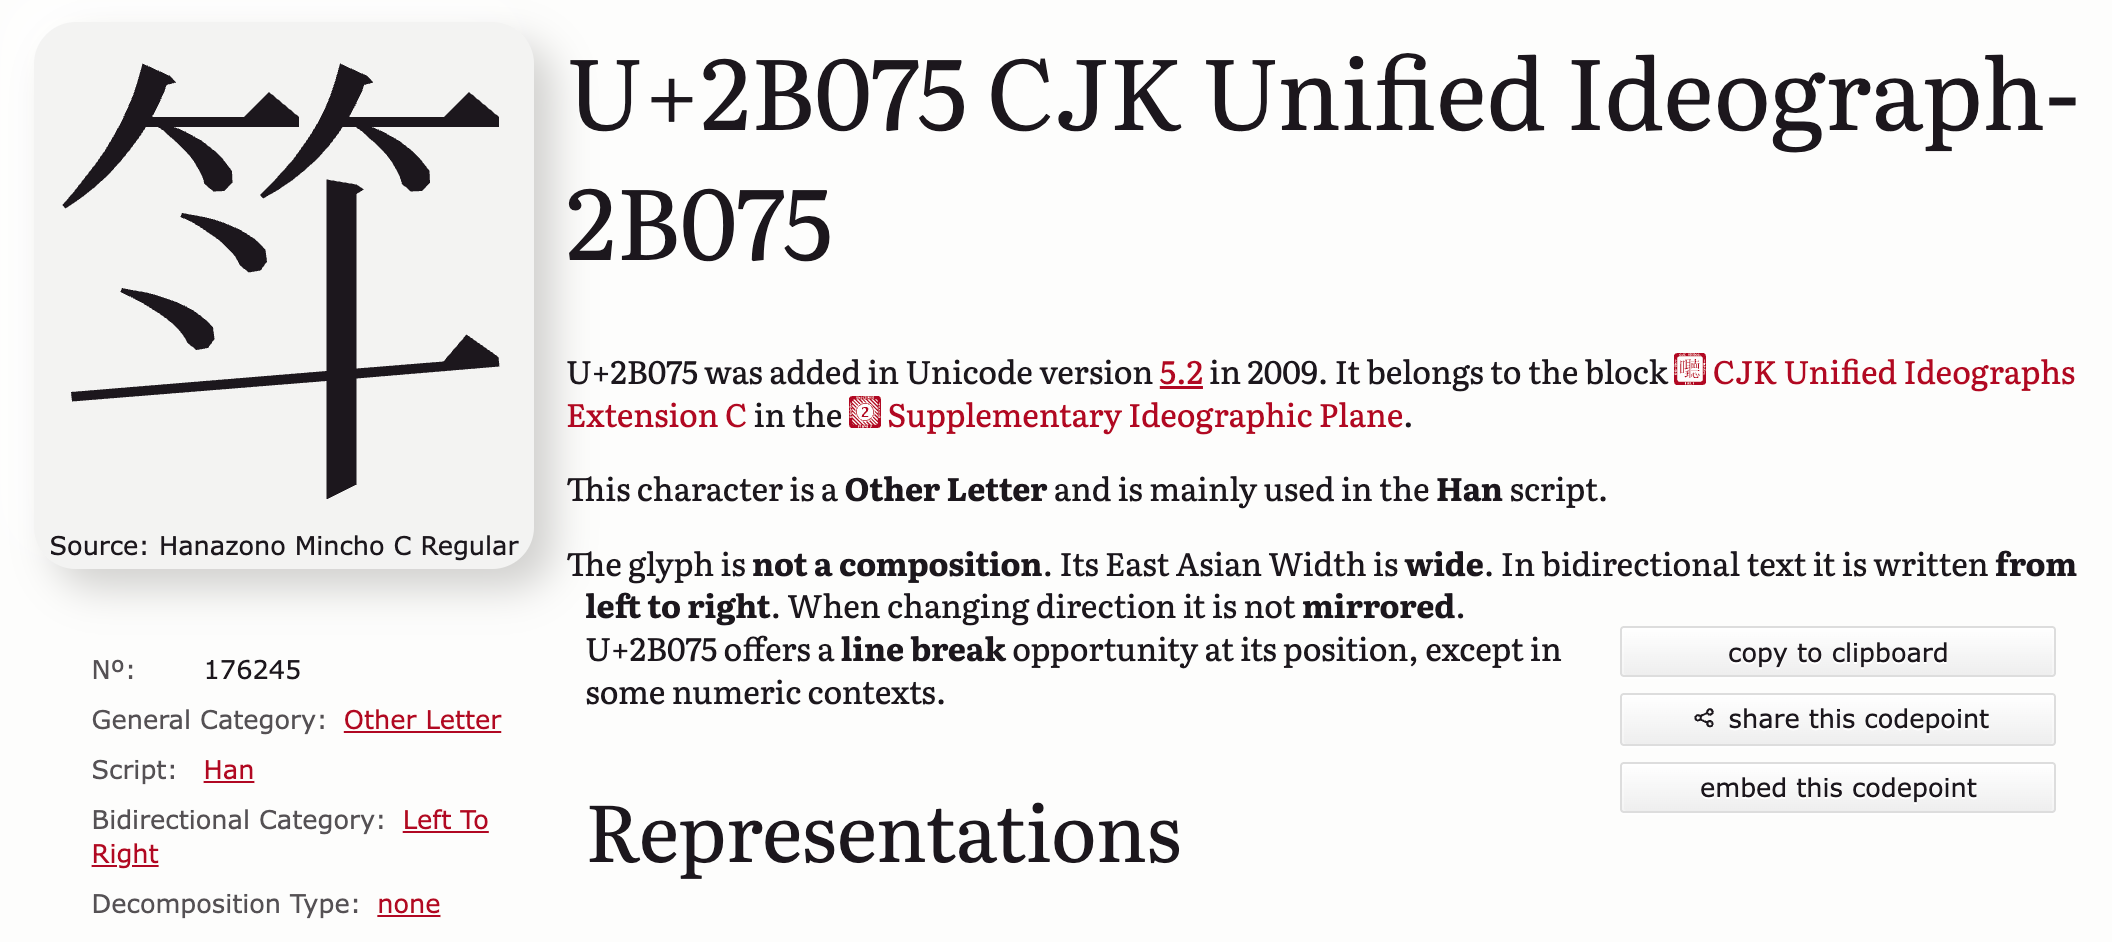 𫁵
Source: Hanazono Mincho C Regular
Nº: 176245
General Category: Other Letter
Script: Han
Bidirectional Category: Left To
Right
Decomposition Type: none
U+2B075 CJK Unified Ideograph-
2B075
U+2B075 was added in Unicode version 5.2 in 2009. It belongs to the block CJK Unified Ideographs
Extension C in the 2 Supplementary Ideographic Plane.
This character is a Other Letter and is mainly used in the Han script.
The glyph is not a composition. Its East Asian Width is wide. In bidirectional text it is written from
left to right. When changing direction it is not mirrored.
U+2B075 offers a line break opportunity at its position, except in
some numeric contexts.
copy to clipboard
share this codepoint
embed this codepoint
Representations